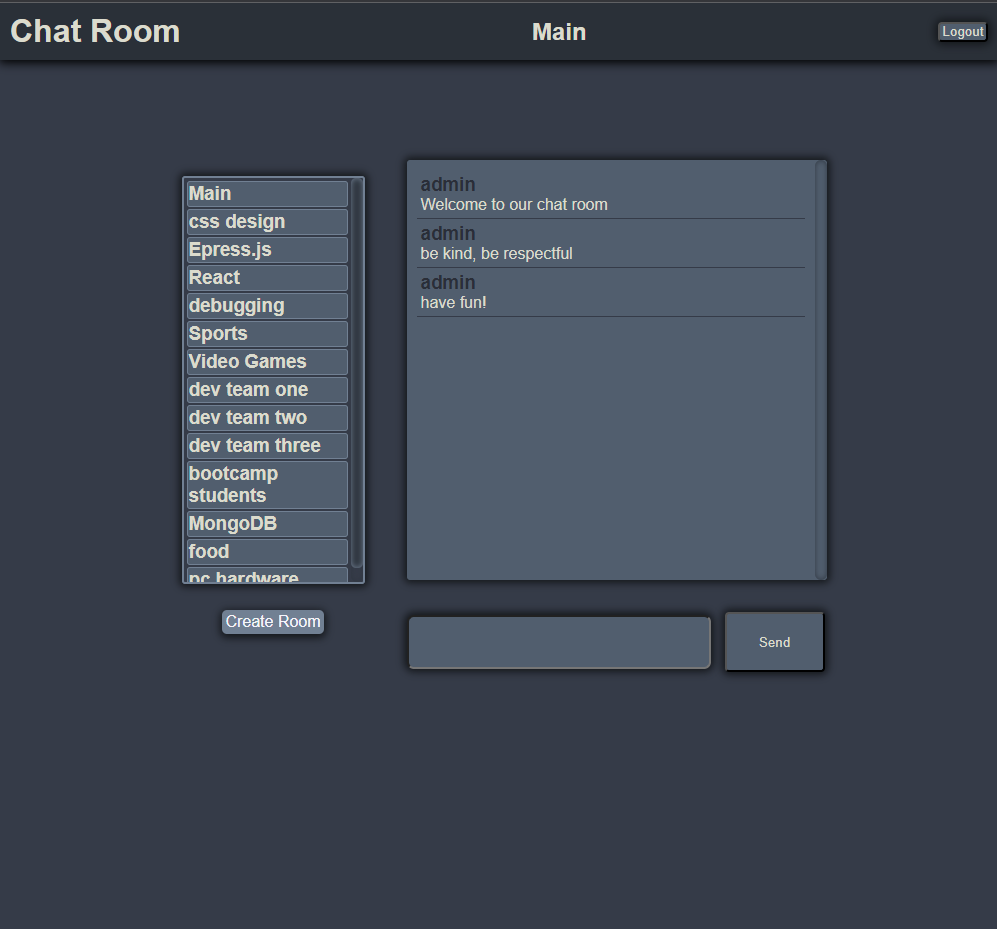 Chat Room
Main
Logout
Main
css design
Epress.js
React
debugging
Sports
Video Games
dev team one
dev team two
dev team three
bootcamp
students
MongoDB
food
pc hardware
Create Room
admin
Welcome to our chat room
admin
be kind, be respectful
admin
have fun!
Send